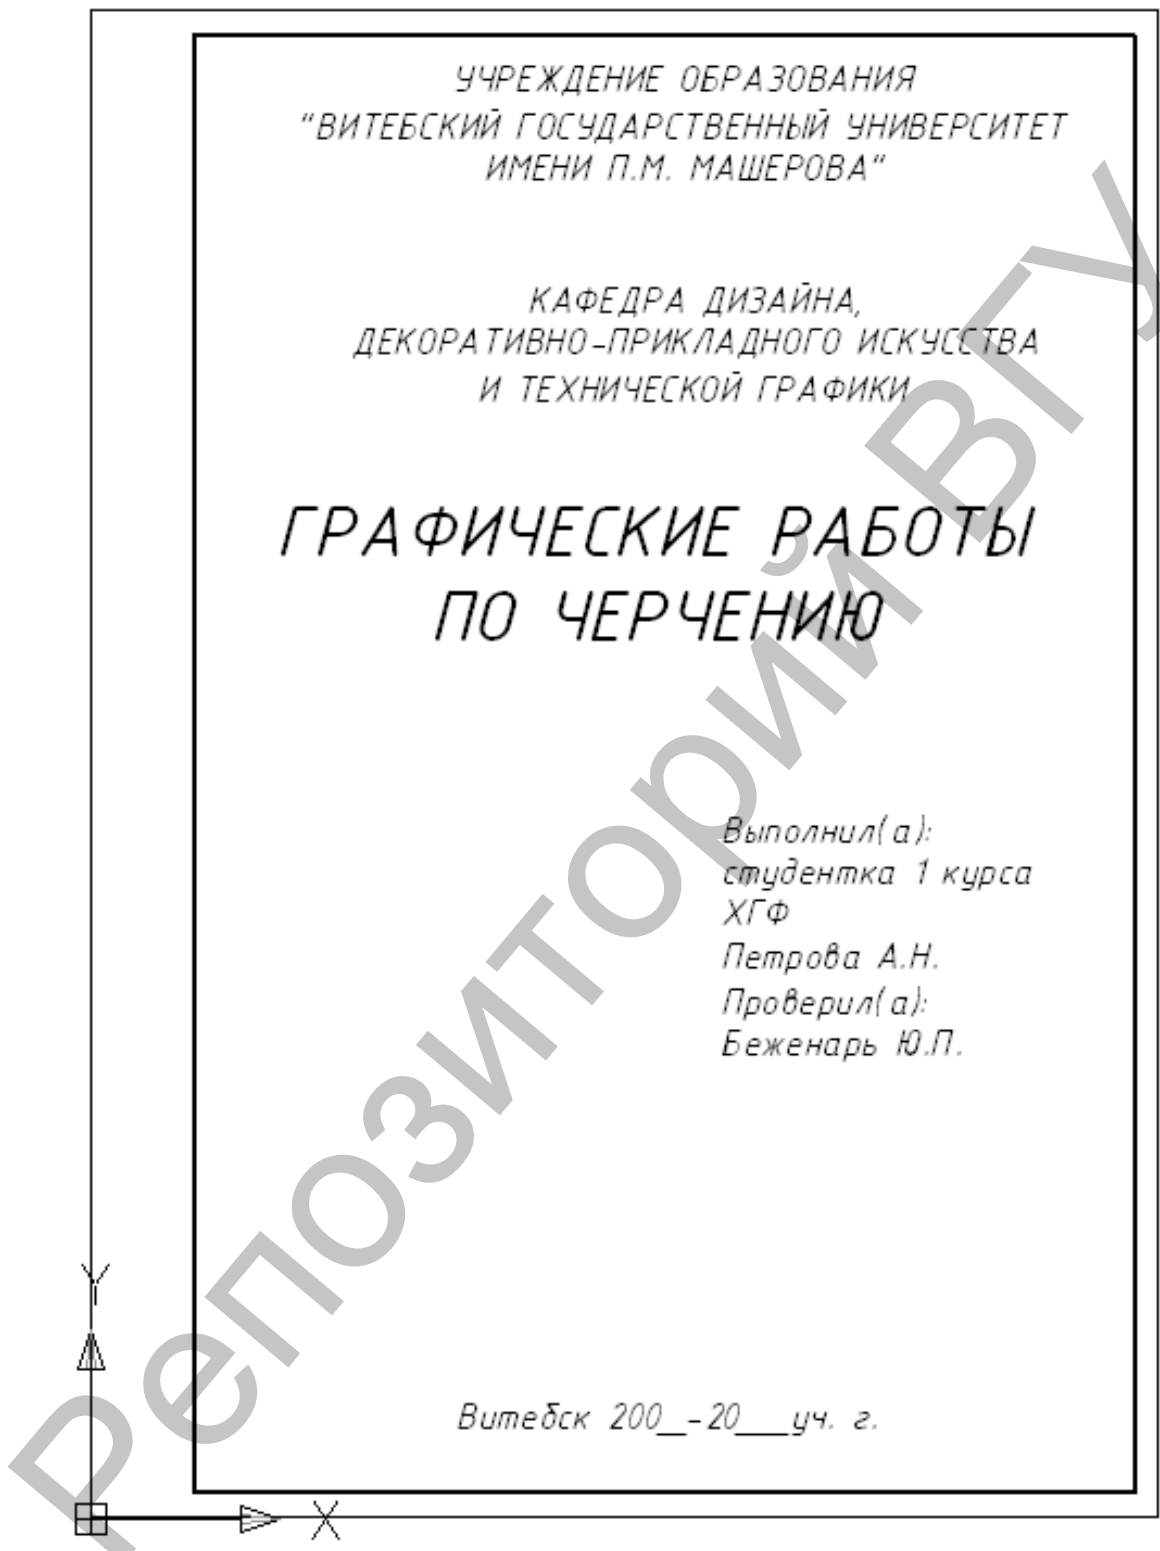 УЧРЕЖДЕНИЕ ОБРАЗОВАНИЯ
"ВИТЕБСКИЙ ГОСУДАРСТВЕННЫЙ УНИВЕРСИТЕТ
ИМЕНИ П.М. МАШЕРОВА"
КАФЕДРА ДИЗАЙНА,
ДЕКОРАТИВНО-ПРИКЛАДНОГО ИСКУССТВА
И ТЕХНИЧЕСКОЙ ГРАФИКИ
ГРАФИЧЕСКИЕ РАБОТЫ
ПО ЧЕРЧЕНИЮ
Выполнил(а):
студентка 1 курса
ХГФ
Петрова А.Н.
Проверил(а):
Беженарь Ю.П.
Витебск 200__-20___уч. г.
Y
X
Репозиторий ВГУ